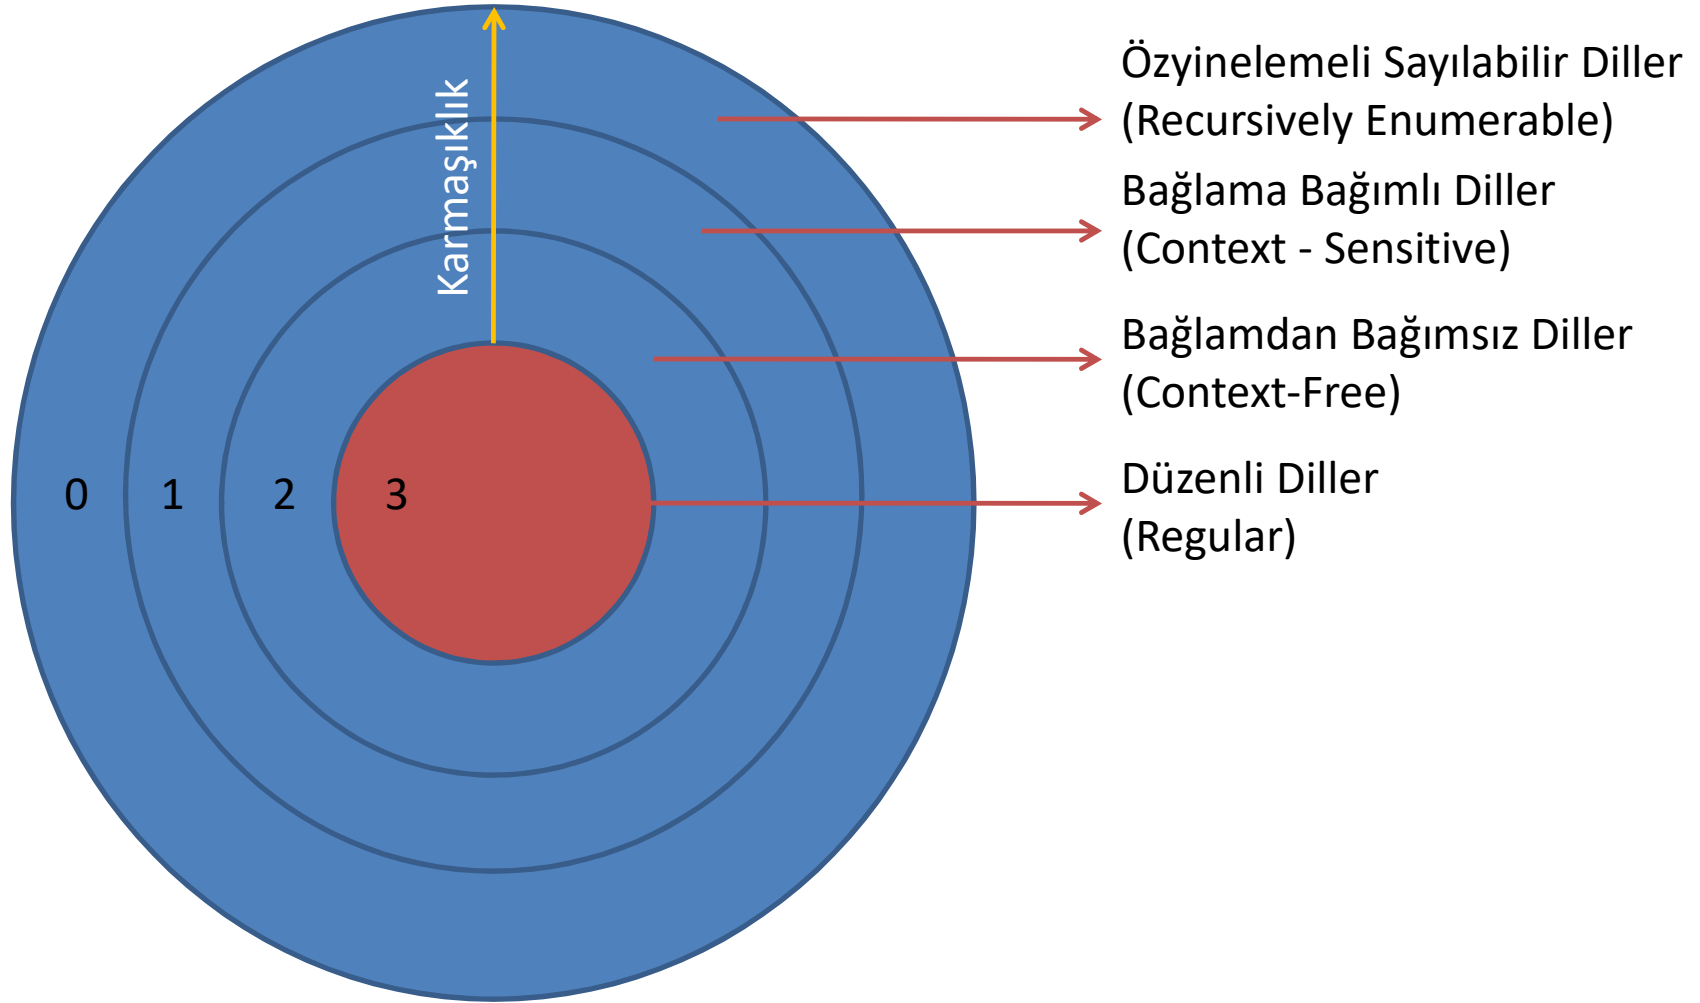 Karmaşıklık
Özyinelemeli Sayılabilir Diller
(Recursively Enumerable)
Bağlama Bağımlı Diller
(Context - Sensitive)
Bağlamdan Bağımsız Diller
(Context-Free)
0 1 2 3
Düzenli Diller
(Regular)